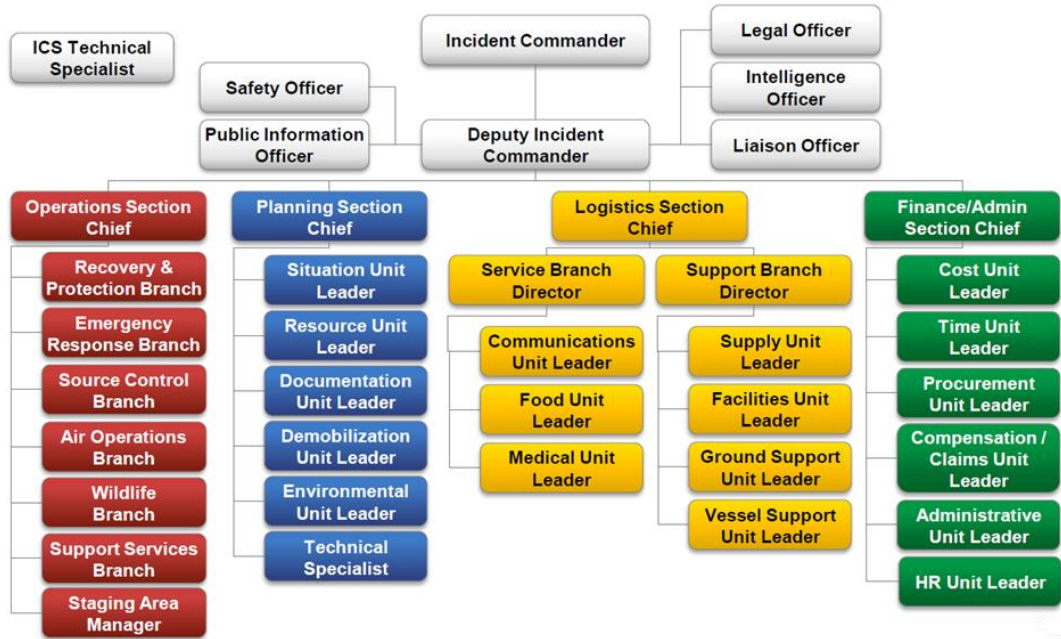 ICS Technical
Specialist
Incident Commander
Legal Officer
Safety Officer
Intelligence
Officer
Public Information
Officer
Deputy Incident
Commander
Liaison Officer
Operations Section
Chief
Recovery &
Protection Branch
Emergency
Response Branch
Source Control
Branch
Air Operations
Branch
Wildlife
Branch
Support Services
Branch
Staging Area
Manager
Planning Section
Chief
Situation Unit
Leader
Resource Unit
Leader
Documentation
Unit Leader
Demobilization
Unit Leader
Environmental
Unit Leader
Technical
Specialist
Logistics Section
Chief
Service Branch
Director
Communications
Unit Leader
Food Unit
Leader
Medical Unit
Leader
Support Branch
Director
Supply Unit
Leader
Facilities Unit
Leader
Ground Support
Unit Leader
Vessel Support
Unit Leader
Finance/Admin
Section Chief
Cost Unit
Leader
Time Unit
Leader
Procurement
Unit Leader
Compensation /
Claims Unit
Leader
Administrative
Unit Leader
HR Unit Leader